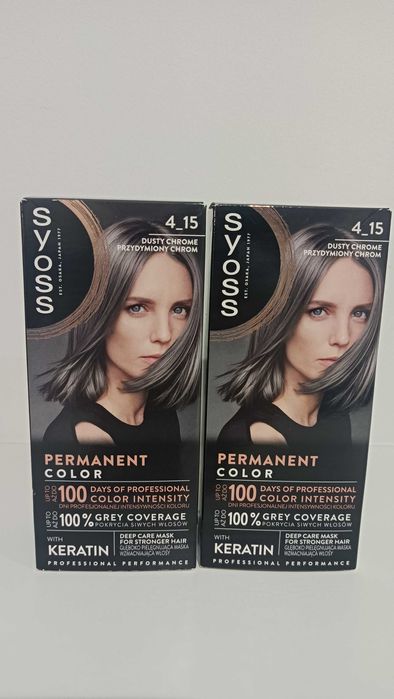 syoss
EST. OSAKA, JAPAN 1977
4_15
DUSTY CHROME
PRZYDYMIONY CHROM
PERMANENT
COLOR
UP TO
AŻ DO
100 DAYS OF PROFESSIONAL
COLOR INTENSITY
DNI PROFESJONALNEJ INTENSYWNOŚCI KOLORU
UP TO
AŻ DO
100% GREY COVERAGE
POKRYCIA SIWYCH WŁOSÓW
WITH
KERATIN
DEEP CARE MASK
FOR STRONGER HAIR
GŁĘBOKO PIELĘGNUJĄCA MASKA
WZMACNIAJĄCA WŁOSY
PROFESSIONAL PERFORMANCE
syoss
EST. OSAKA, JAPAN 1977
4_15
DUSTY CHROME
PRZYDYMIONY CHROM
PERMANENT
COLOR
UP TO
AŻ DO
100 DAYS OF PROFESSIONAL
COLOR INTENSITY
DNI PROFESJONALNEJ INTENSYWNOŚCI KOLORU
UP TO
AŻ DO
100% GREY COVERAGE
POKRYCIA SIWYCH WŁOSÓW
WITH
KERATIN
DEEP CARE MASK
FOR STRONGER HAIR
GŁĘBOKO PIELĘGNUJĄCA MASKA
WZMACNIAJĄCA WŁOSY
PROFESSIONAL PERFORMANCE